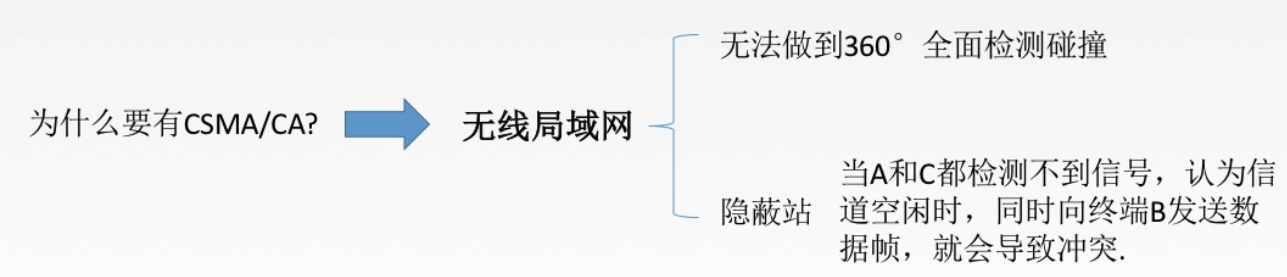 为什么要有CSMA/CA?
无线局域网
无法做到360°全面检测碰撞
隐蔽站
当A和C都检测不到信号，认为信
道空闲时，同时向终端B发送数
据帧，就会导致冲突.